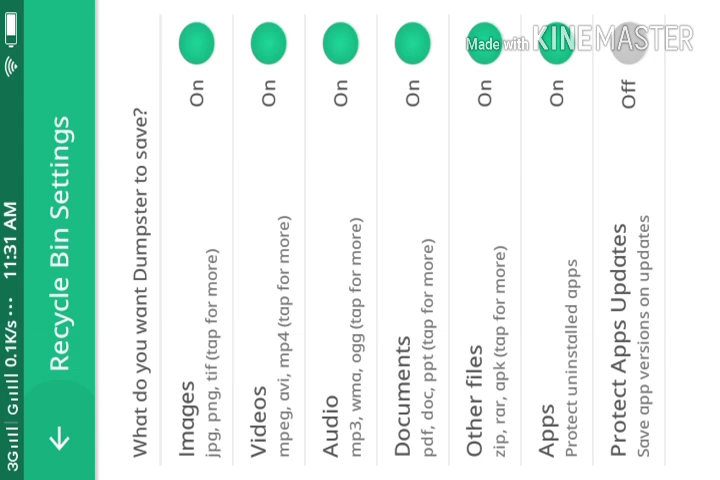 3G G 0.1K/s ... 11:31 AM
Recycle Bin Settings
What do you want Dumpster to save?
Images
jpg, png, tif (tap for more)
On
Videos
mpeg, avi, mp4 (tap for more)
On
Audio
mp3, wma, ogg (tap for more)
On
Documents
pdf, doc, ppt (tap for more)
On
Other files
zip, rar, apk (tap for more)
On
Apps
Protect uninstalled apps
On
Protect Apps Updates
Save app versions on updates
Off
Made with KINEMASTER